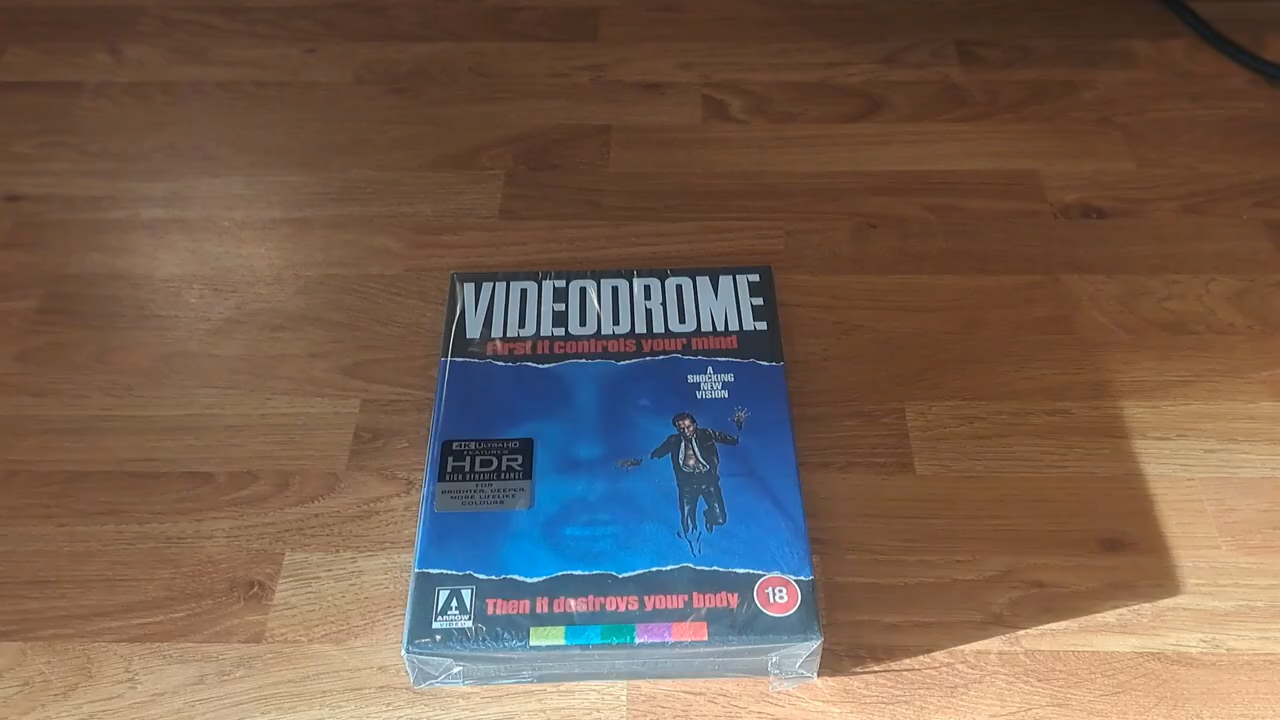 VIDEODROME
First it controls your mind
A
SHOCKING
NEW
VISION
4K ULTRA HD
FEATURES
HDR
HIGH DYNAMIC RANGE
FOR
BRIGHTER, DEEPER,
MORE LIFELIKE
COLOURS
ARROW
VIDEO
Then it destroys your body
18